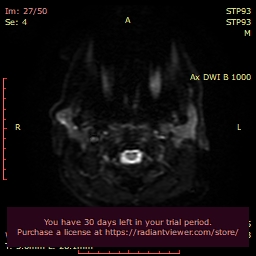 Im: 27/50
Se: 4
A
STP93
STP93
M
Ax DWI B 1000
R
L
You have 30 days left in your trial period.
Purchase a license at https://radiantviewer.com/store/